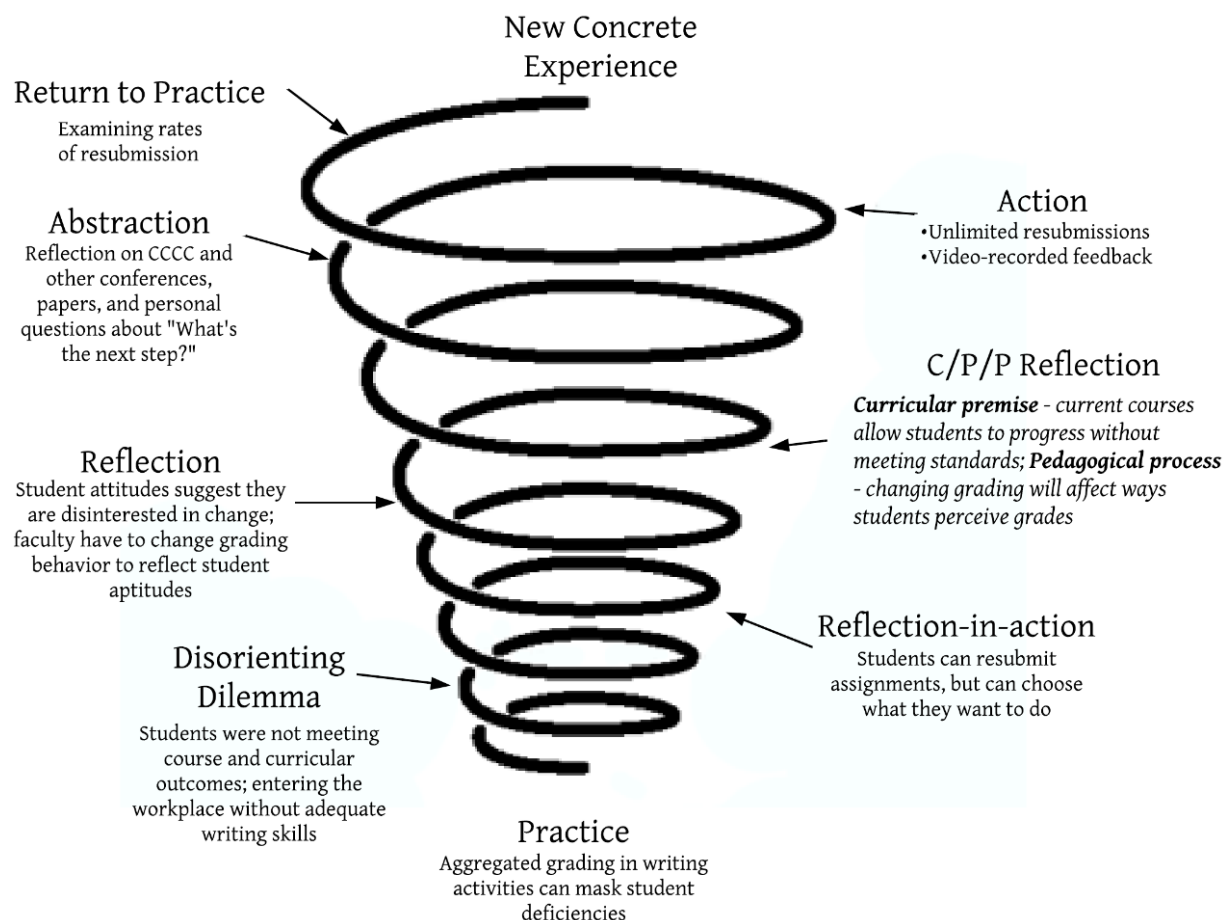 New Concrete
Experience
Return to Practice
Examining rates
of resubmission
Action
•Unlimited resubmissions
•Video-recorded feedback
Abstraction
Reflection on CCCC and
other conferences,
papers, and personal
questions about "What's
the next step?"
C/P/P Reflection
Curricular premise - current courses
allow students to progress without
meeting standards; Pedagogical process
- changing grading will affect ways
students perceive grades
Reflection
Student attitudes suggest they
are disinterested in change;
faculty have to change grading
behavior to reflect student
aptitudes
Reflection-in-action
Students can resubmit
assignments, but can choose
what they want to do
Disorienting
Dilemma
Students were not meeting
course and curricular
outcomes; entering the
workplace without adequate
writing skills
Practice
Aggregated grading in writing
activities can mask student
deficiencies